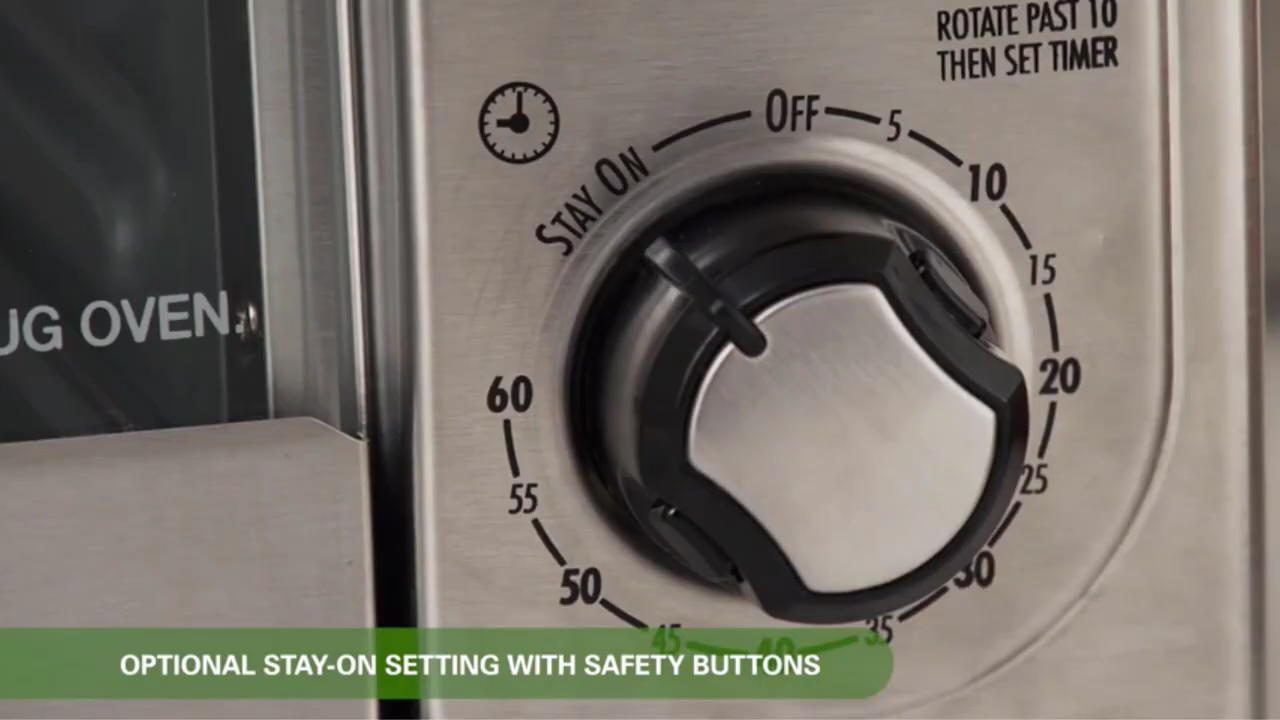 ROTATE PAST 10
THEN SET TIMER
OFF
5
10
15
20
25
30
35
40
45
50
55
60
STAY ON
UG OVEN.
OPTIONAL STAY-ON SETTING WITH SAFETY BUTTONS